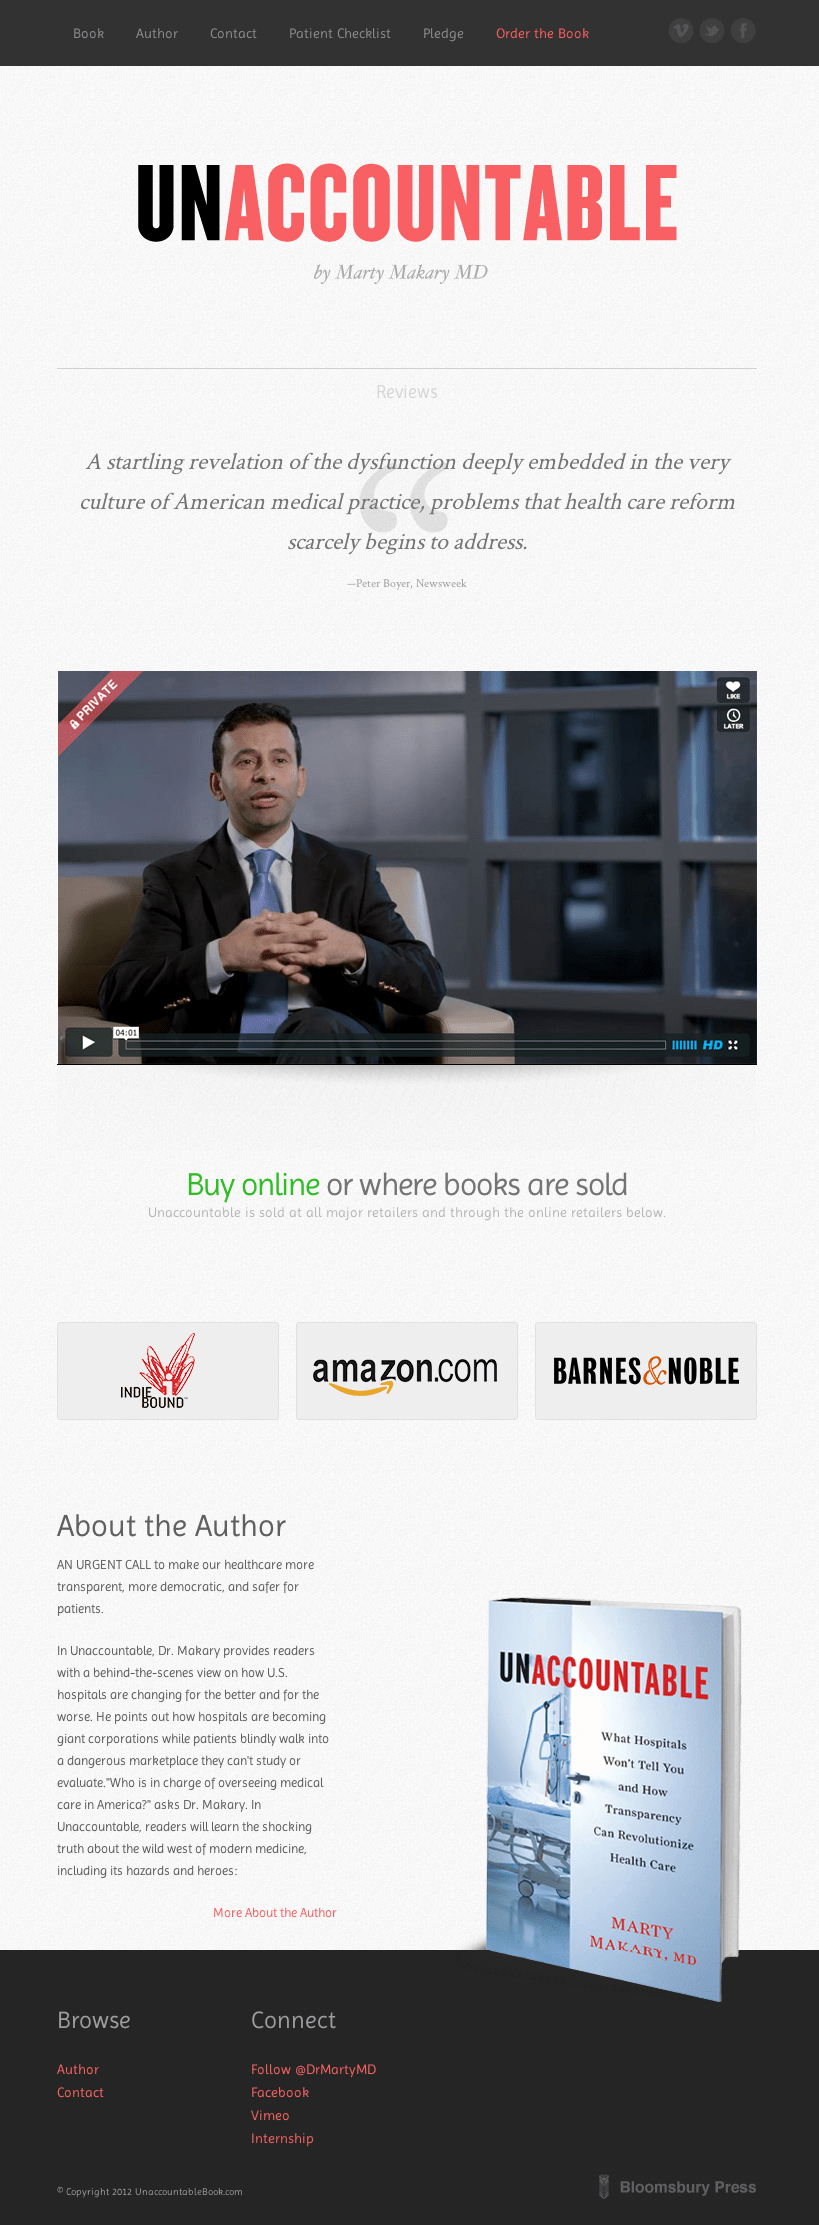 Book Author Contact Patient Checklist Pledge Order the Book
UNACCOUNTABLE
by Marty Makary MD
Reviews
A startling revelation of the dysfunction deeply embedded in the very
culture of American medical practice, problems that health care reform
scarcely begins to address.
—Peter Boyer, Newsweek
PRIVATE
LIKE
LATER
04:01
HD
Buy online or where books are sold
Unaccountable is sold at all major retailers and through the online retailers below.
INDIE
BOUND™
amazon.com
BARNES&NOBLE
About the Author
AN URGENT CALL to make our healthcare more
transparent, more democratic, and safer for
patients.
In Unaccountable, Dr. Makary provides readers
with a behind-the-scenes view on how U.S.
hospitals are changing for the better and for the
worse. He points out how hospitals are becoming
giant corporations while patients blindly walk into
a dangerous marketplace they can't study or
evaluate."Who is in charge of overseeing medical
care in America?" asks Dr. Makary. In
Unaccountable, readers will learn the shocking
truth about the wild west of modern medicine,
including its hazards and heroes:
More About the Author
UNACCOUNTABLE
What Hospitals
Won't Tell You
and How
Transparency
Can Revolutionize
Health Care
MARTY
MAKARY, MD
Browse
Author
Contact
Connect
Follow @DrMartyMD
Facebook
Vimeo
Internship
© Copyright 2012 UnaccountableBook.com
Bloomsbury Press